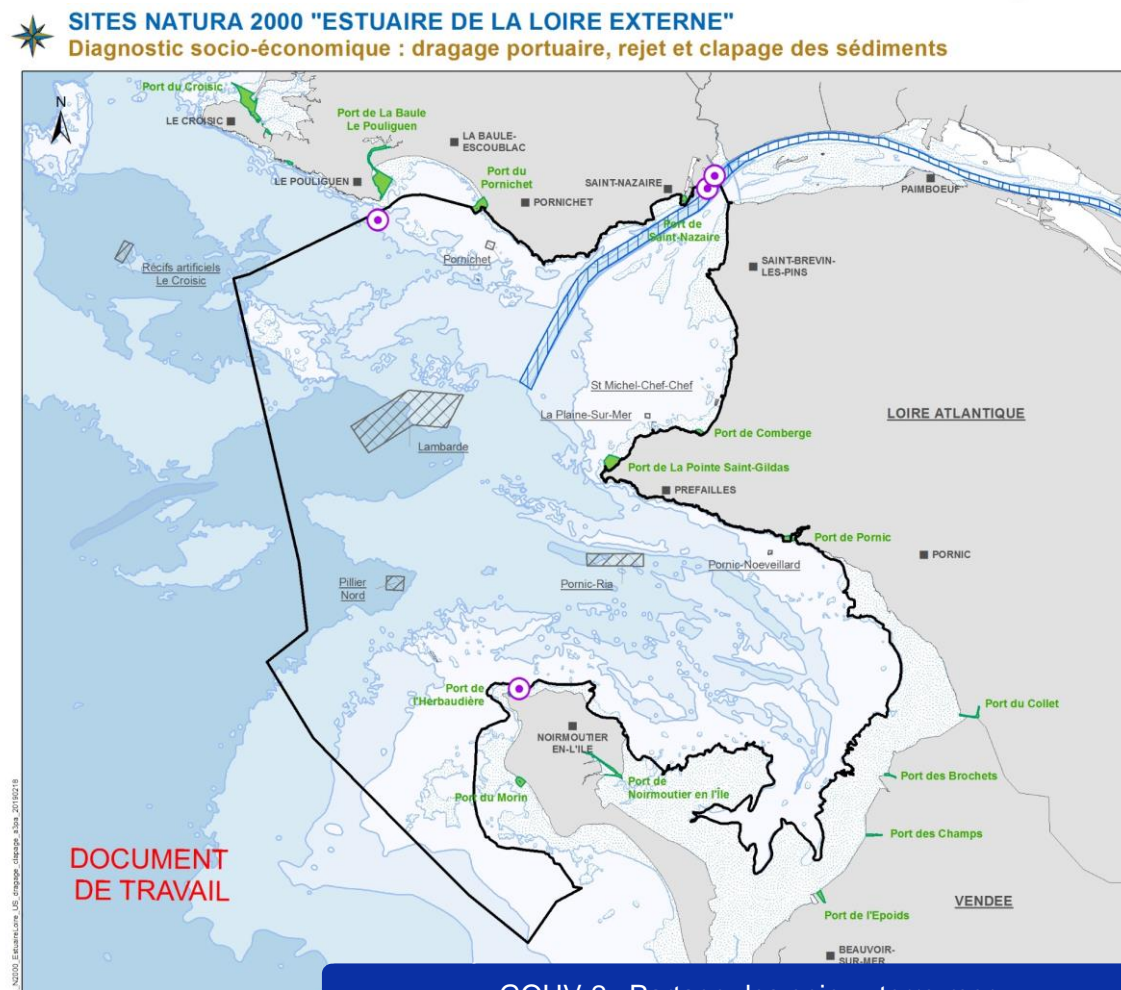 SITES NATURA 2000 "ESTUAIRE DE LA LOIRE EXTERNE"
Diagnostic socio-économique : dragage portuaire, rejet et clapage des sédiments
N
Port du Croisic
LE CROISIC
Port de La Baule
Le Pouliguen
LA BAULE-
ESCOUBLAC
LE POULIGUEN
Port du
Pornichet
PORNICHET
SAINT-NAZAIRE
Port de
Saint-Nazaire
PAIMBOEUF
Récifs artificiels
Le Croisic
Pornichet
SAINT-BREVIN-
LES-PINS
St Michel-Chef-Chef
La Plaine-Sur-Mer
LOIRE ATLANTIQUE
Lambarde
Port de Comberge
Port de La Pointe Saint-Gildas
PREFAILLES
Port de Pornic
PORNIC
Pornic-Noeveillard
Pornic-Ria
Pillier
Nord
Port de
l'Herbaudière
NOIRMOUTIER
EN-L'ILE
Port du Collet
Port des Brochets
Port de
Noirmoutier en l'Île
Port du Morin
Port des Champs
DOCUMENT
DE TRAVAIL
Port de l'Epoids
VENDEE
BEAUVOIR-
SUR-MER